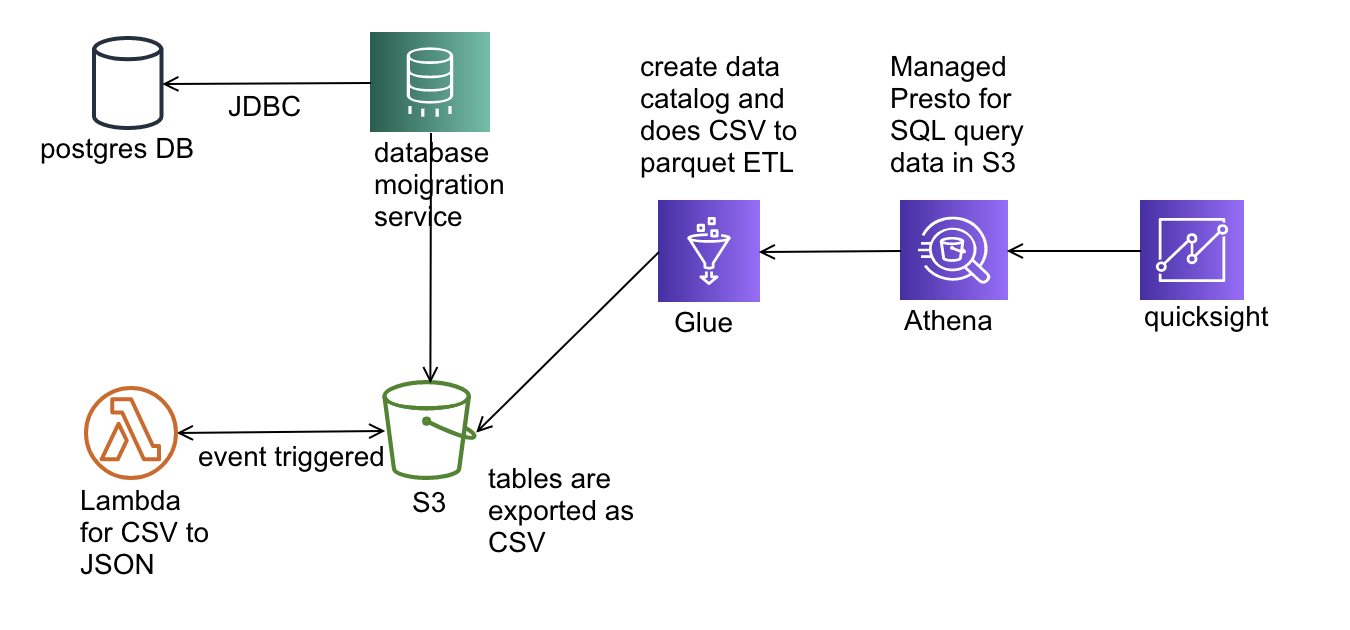 JDBC
postgres DB
database
moigration
service
create data
catalog and
does CSV to
parquet ETL
Managed
Presto for
SQL query
data in S3
Glue
Athena
quicksight
event triggered
Lambda
for CSV to
JSON
S3
tables are
exported as
CSV